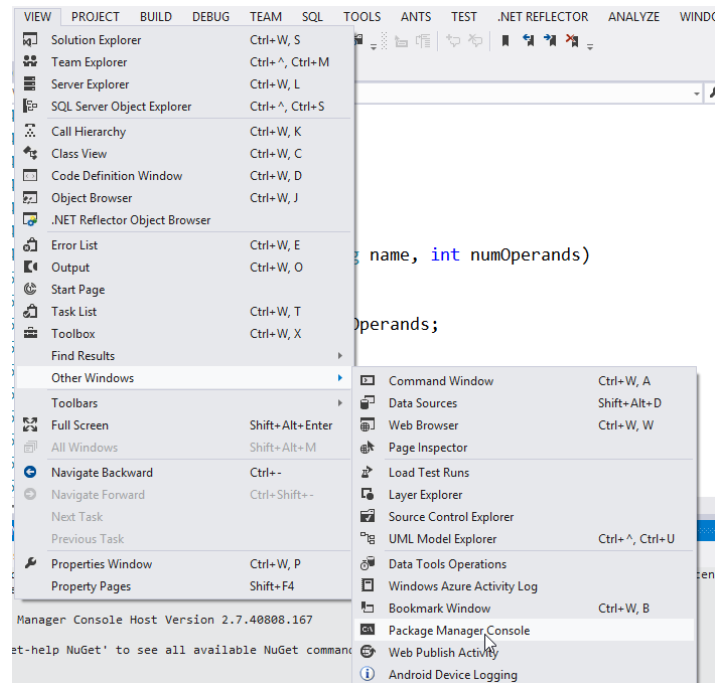 VIEW PROJECT BUILD DEBUG TEAM SQL TOOLS ANTS TEST .NET REFLECTOR ANALYZE
Solution Explorer Ctrl+W, S
Team Explorer Ctrl+^, Ctrl+M
Server Explorer Ctrl+W, L
SQL Server Object Explorer Ctrl+^, Ctrl+S
Call Hierarchy Ctrl+W, K
Class View Ctrl+W, C
Code Definition Window Ctrl+W, D
Object Browser Ctrl+W, J
.NET Reflector Object Browser
Error List Ctrl+W, E
name, int numOperands)
Output Ctrl+W, O
Start Page
Task List Ctrl+W, T
Operands;
Toolbox Ctrl+W, X
Find Results
Other Windows
Command Window Ctrl+W, A
Toolbars
Data Sources Shift+Alt+D
Full Screen Shift+Alt+Enter
Web Browser Ctrl+W, W
All Windows Shift+Alt+M
Page Inspector
Navigate Backward Ctrl+-
Load Test Runs
Navigate Forward Ctrl+Shift+-
Layer Explorer
Next Task
Source Control Explorer
Previous Task
UML Model Explorer Ctrl+^, Ctrl+U
Properties Window Ctrl+W, P
Data Tools Operations
Property Pages Shift+F4
Windows Azure Activity Log
Bookmark Window Ctrl+W, B
Manager Console Host Version 2.7.40808.167
Package Manager Console
et-help NuGet' to see all available NuGet
Web Publish Activity
Android Device Logging